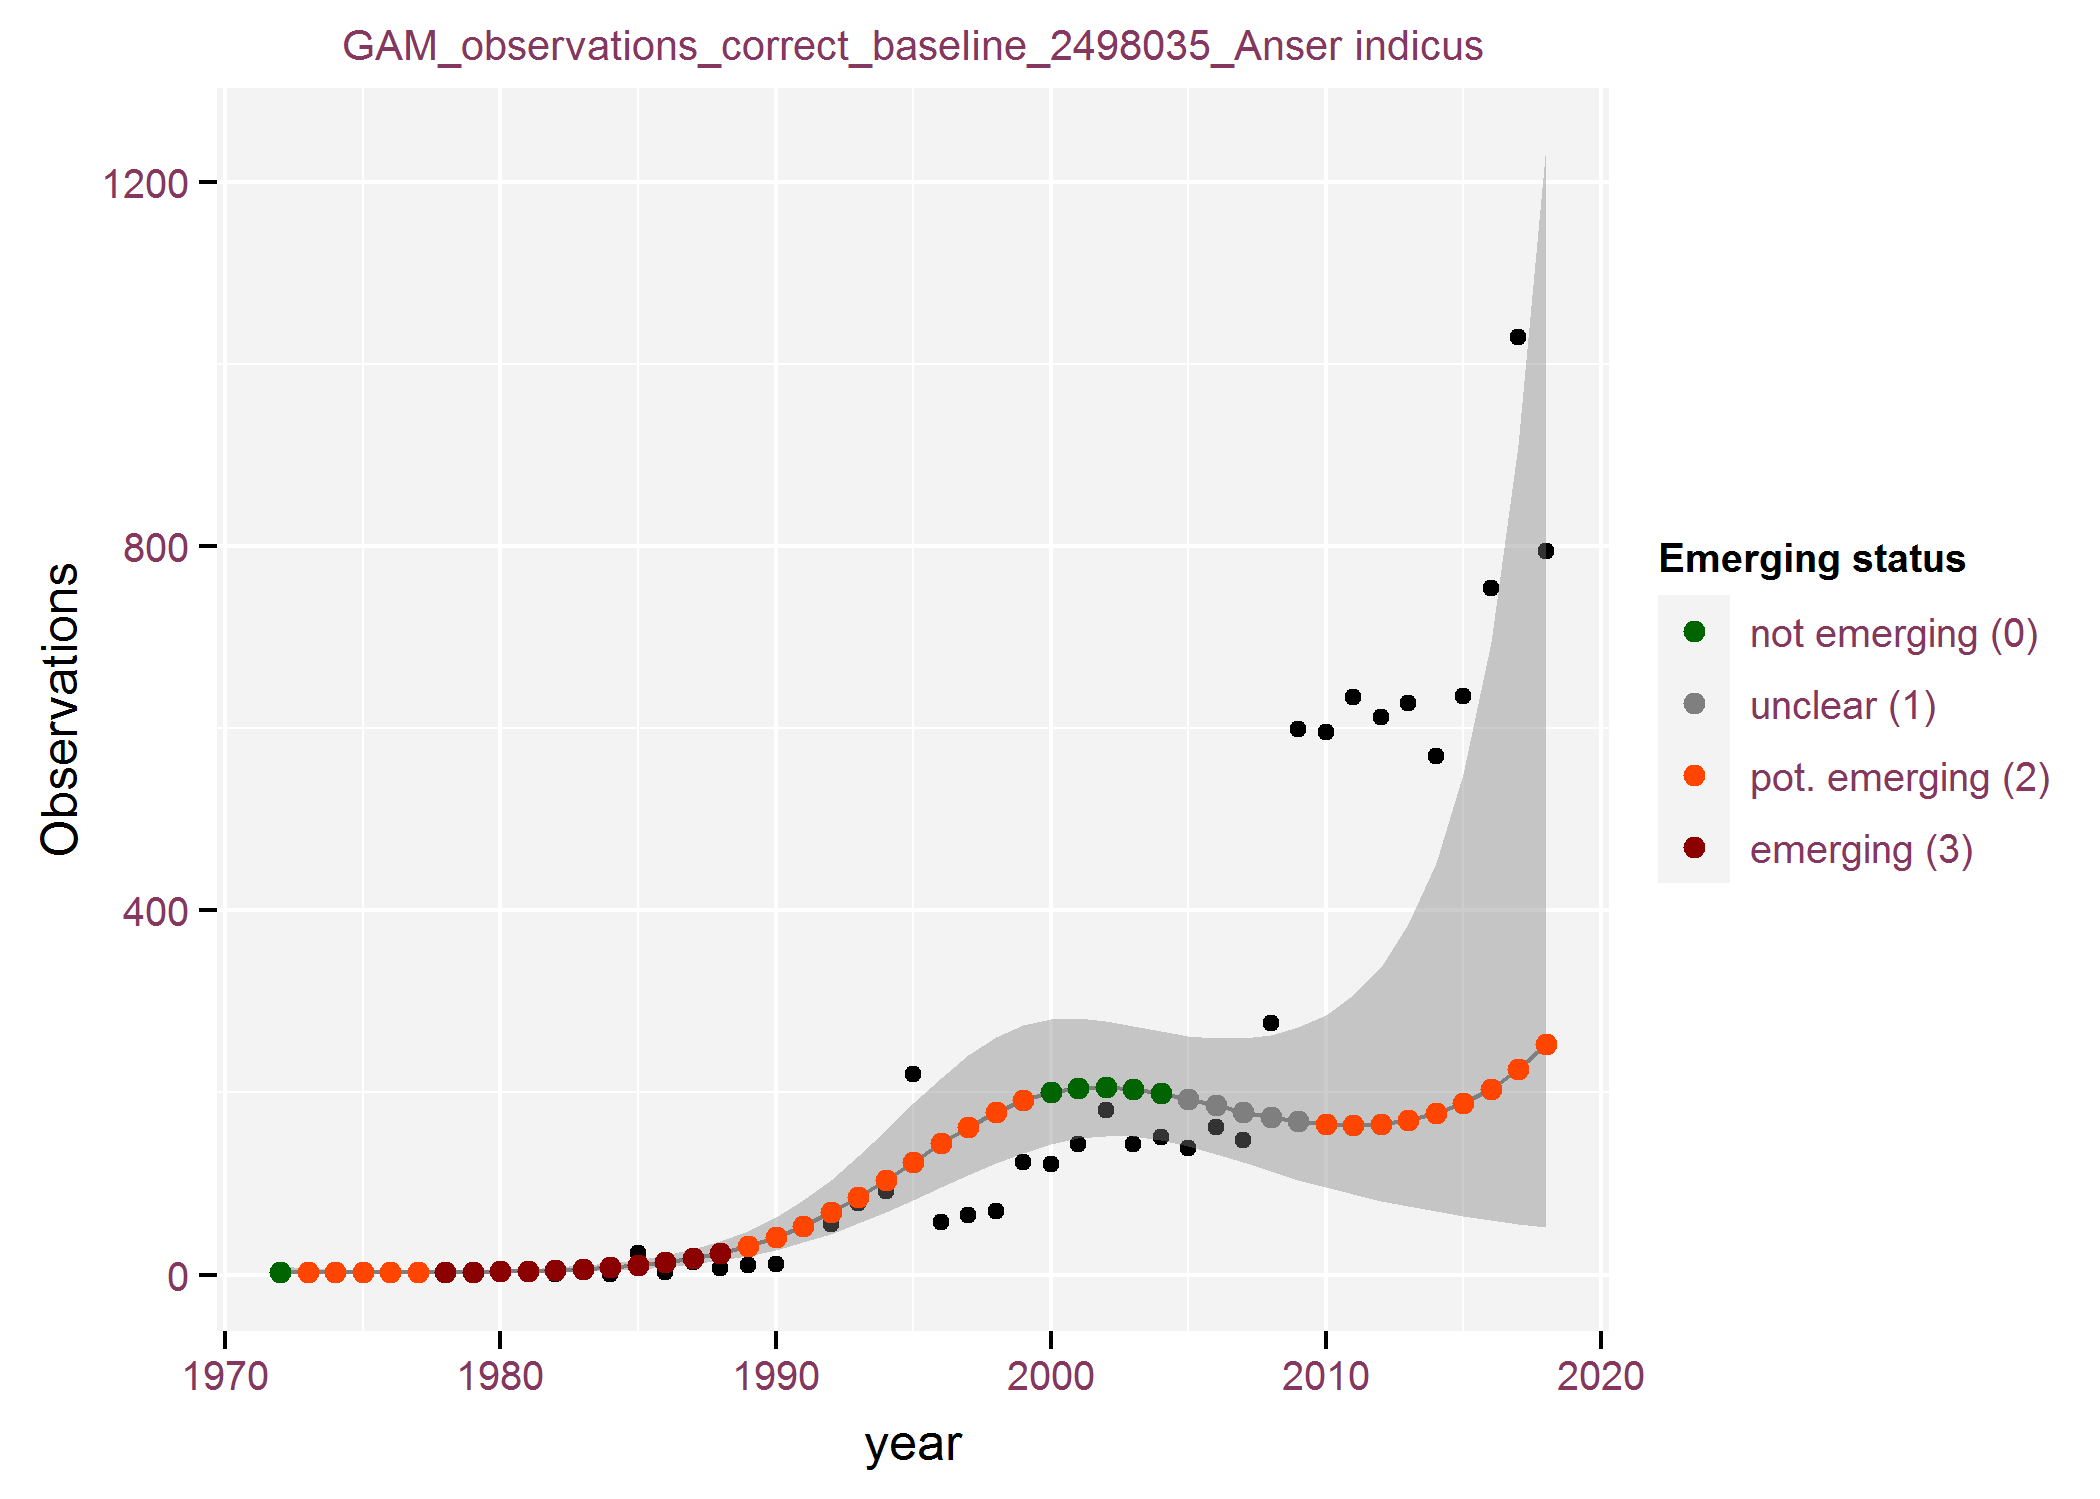 GAM_observations_correct_baseline_2498035_Anser indicus
1200
800
400
0
Observations
1970 1980 1990 2000 2010 2020
year
Emerging status
not emerging (0)
unclear (1)
pot. emerging (2)
emerging (3)